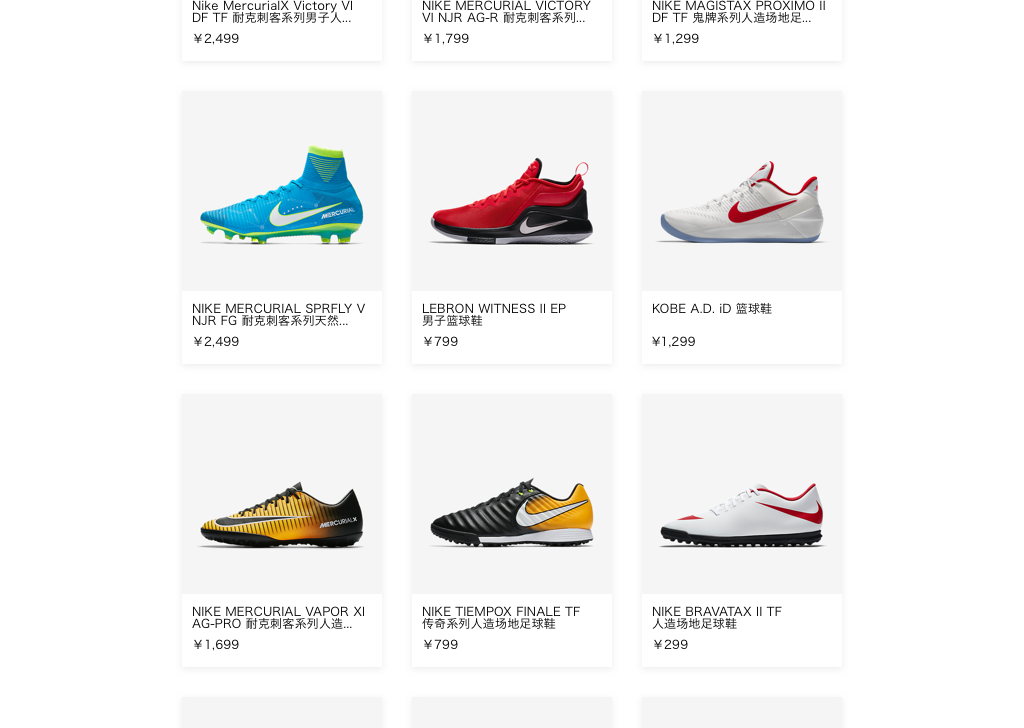 Nike MercurialX Victory VI
DF TF 耐克刺客系列男子人...
￥2,499
NIKE MERCURIAL VICTORY
VI NJR AG-R 耐克刺客系列...
￥1,799
NIKE MAGISTAX PROXIMO II
DF TF 鬼牌系列人造场地足...
￥1,299
MERCURIAL
NIKE MERCURIAL SPRFLY V
NJR FG 耐克刺客系列天然...
￥2,499
LEBRON WITNESS II EP
男子篮球鞋
￥799
KOBE A.D. iD 篮球鞋
¥1,299
MERCURIALX
NIKE MERCURIAL VAPOR XI
AG-PRO 耐克刺客系列人造...
￥1,699
NIKE TIEMPOX FINALE TF
传奇系列人造场地足球鞋
￥799
NIKE BRAVATAX II TF
人造场地足球鞋
￥299